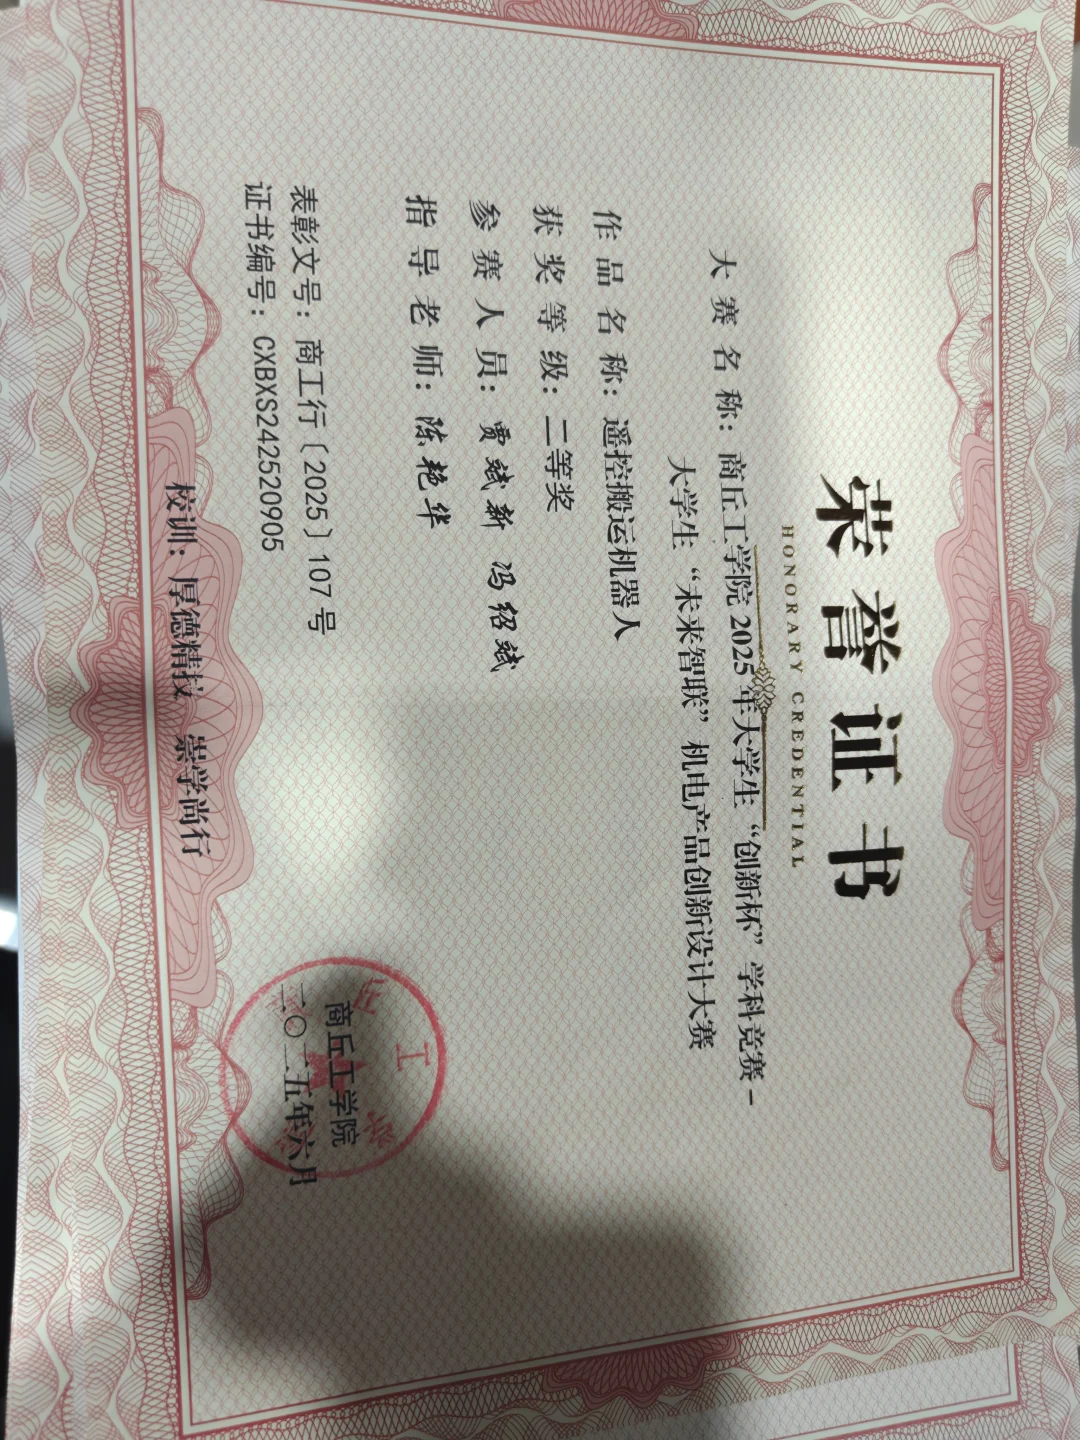 荣誉证书
HONORARY CREDENTIAL
大赛名称：商丘工学院2025年大学生“创新杯”学科竞赛-
大学生“未来智联”机电产品创新设计大赛
作品名称：遥控搬运机器人
获奖等级：二等奖
参赛人员：贾斌新 冯绍斌
指导老师：陈艳华
表彰文号：商工行〔2025〕107号
证书编号：CXBXS242520905
商丘工学院
二〇二五年六月
校训：厚德精技 崇学尚行